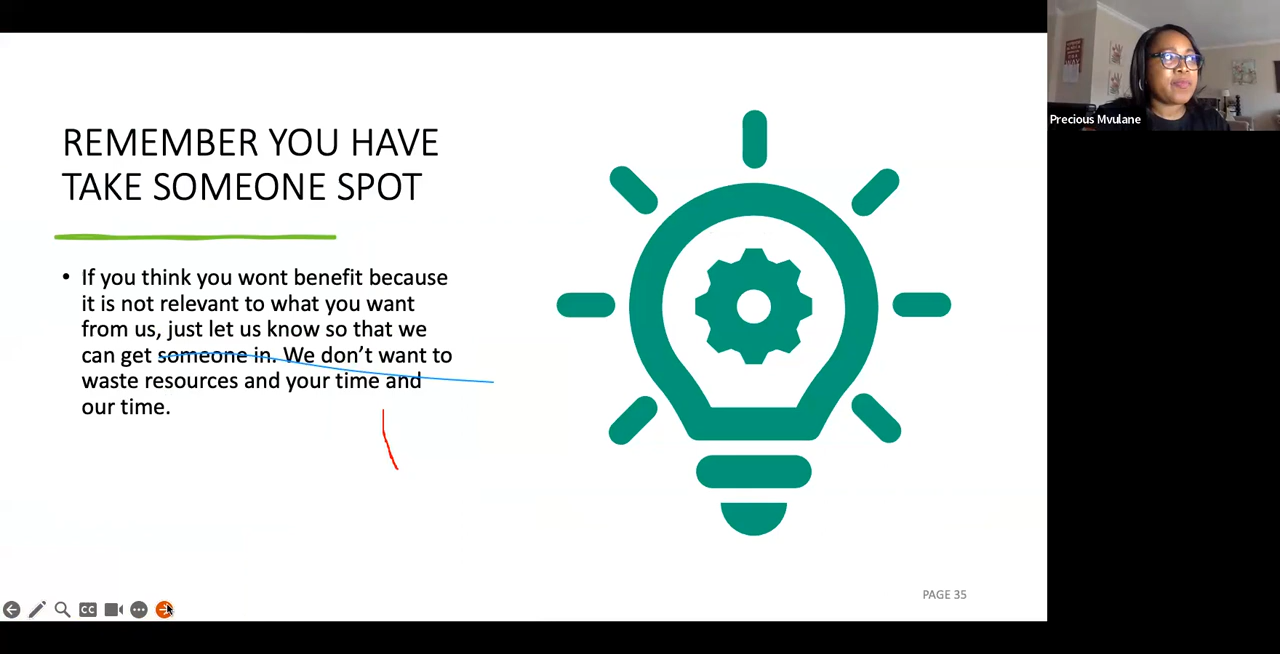 REMEMBER YOU HAVE
TAKE SOMEONE SPOT
• If you think you wont benefit because
it is not relevant to what you want
from us, just let us know so that we
can get someone in. We don’t want to
waste resources and your time and
our time.
PAGE 35
CC
Precious Mvulane